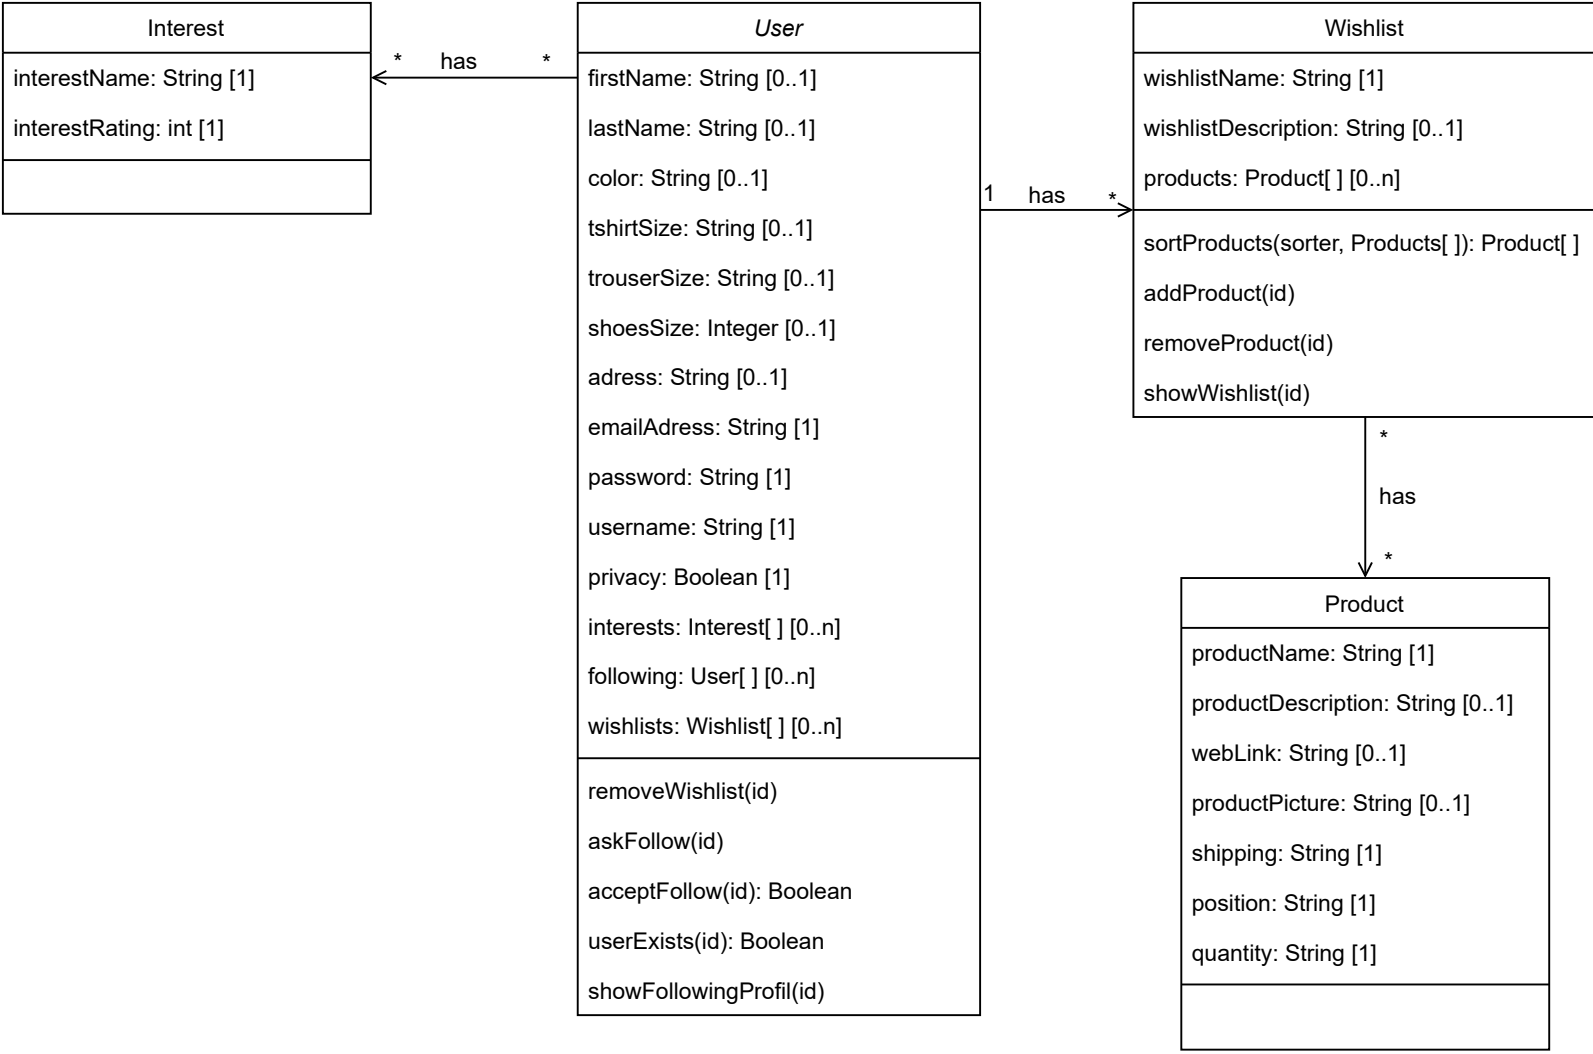 Interest
interestName: String [1]
interestRating: int [1]
* has *
User
firstName: String [0..1]
lastName: String [0..1]
color: String [0..1]
tshirtSize: String [0..1]
trouserSize: String [0..1]
shoesSize: Integer [0..1]
adress: String [0..1]
emailAdress: String [1]
password: String [1]
username: String [1]
privacy: Boolean [1]
interests: Interest[ ] [0..n]
following: User[ ] [0..n]
wishlists: Wishlist[ ] [0..n]
removeWishlist(id)
askFollow(id)
acceptFollow(id): Boolean
userExists(id): Boolean
showFollowingProfil(id)
1 has *
Wishlist
wishlistName: String [1]
wishlistDescription: String [0..1]
products: Product[ ] [0..n]
sortProducts(sorter, Products[ ]): Product[ ]
addProduct(id)
removeProduct(id)
showWishlist(id)
*
has
*
Product
productName: String [1]
productDescription: String [0..1]
webLink: String [0..1]
productPicture: String [0..1]
shipping: String [1]
position: String [1]
quantity: String [1]